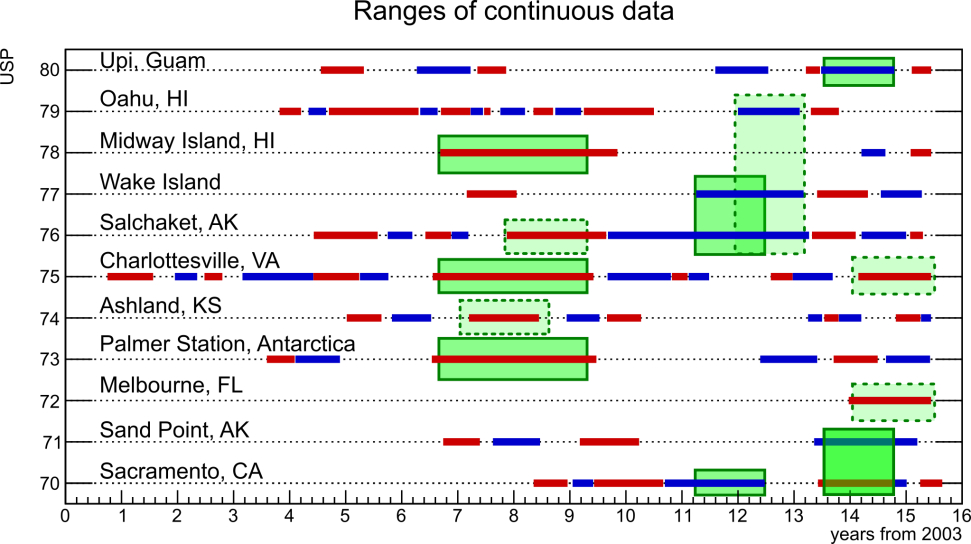 Ranges of continuous data
USP
80 Upi, Guam
79 Oahu, HI
78 Midway Island, HI
77 Wake Island
76 Salchaket, AK
75 Charlottesville, VA
74 Ashland, KS
73 Palmer Station, Antarctica
72 Melbourne, FL
71 Sand Point, AK
70 Sacramento, CA
0 1 2 3 4 5 6 7 8 9 10 11 12 13 14 15 16
years from 2003